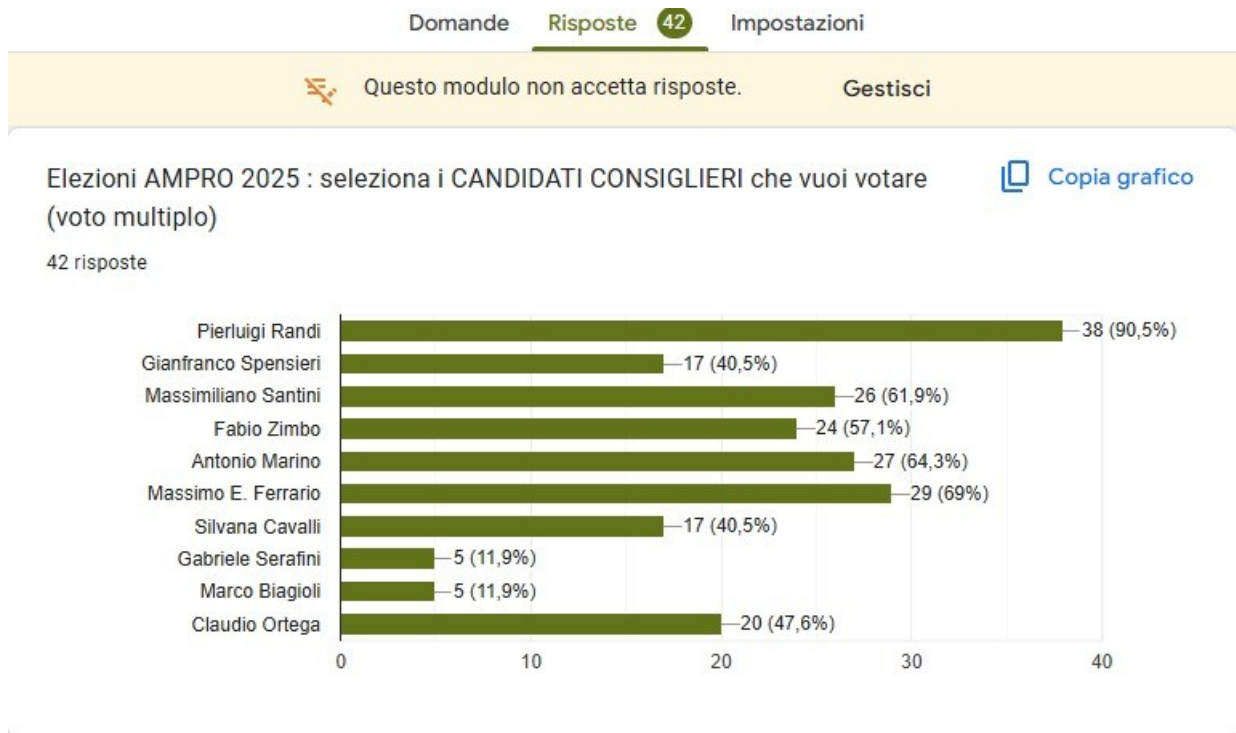 Domande Risposte 42 Impostazioni
Questo modulo non accetta risposte. Gestisci
Elezioni AMPRO 2025 : seleziona i CANDIDATI CONSIGLIERI che vuoi votare
(voto multiplo)
Copia grafico
42 risposte
Pierluigi Randi 38 (90,5%)
Gianfranco Spensieri 17 (40,5%)
Massimiliano Santini 26 (61,9%)
Fabio Zimbo 24 (57,1%)
Antonio Marino 27 (64,3%)
Massimo E. Ferrario 29 (69%)
Silvana Cavalli 17 (40,5%)
Gabriele Serafini 5 (11,9%)
Marco Biagioli 5 (11,9%)
Claudio Ortega 20 (47,6%)
0 10 20 30 40